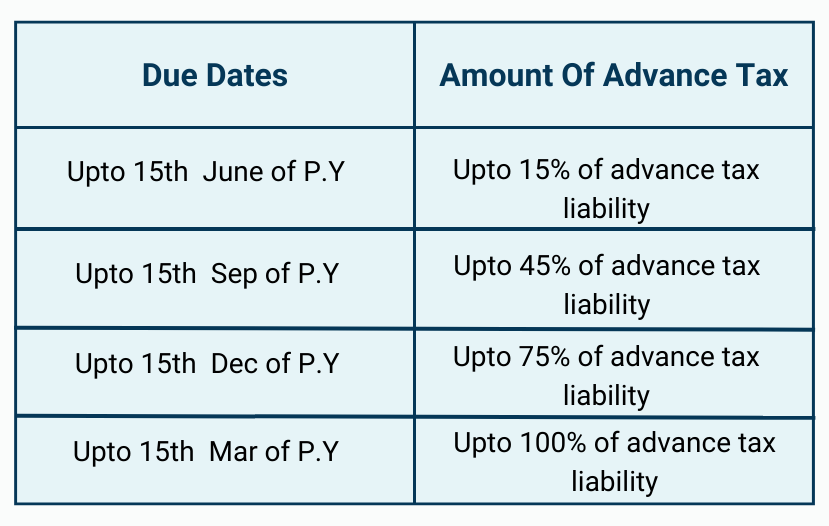 Due Dates
Amount Of Advance Tax
Upto 15th June of P.Y
Upto 15% of advance tax
liability
Upto 15th Sep of P.Y
Upto 45% of advance tax
liability
Upto 15th Dec of P.Y
Upto 75% of advance tax
liability
Upto 15th Mar of P.Y
Upto 100% of advance tax
liability